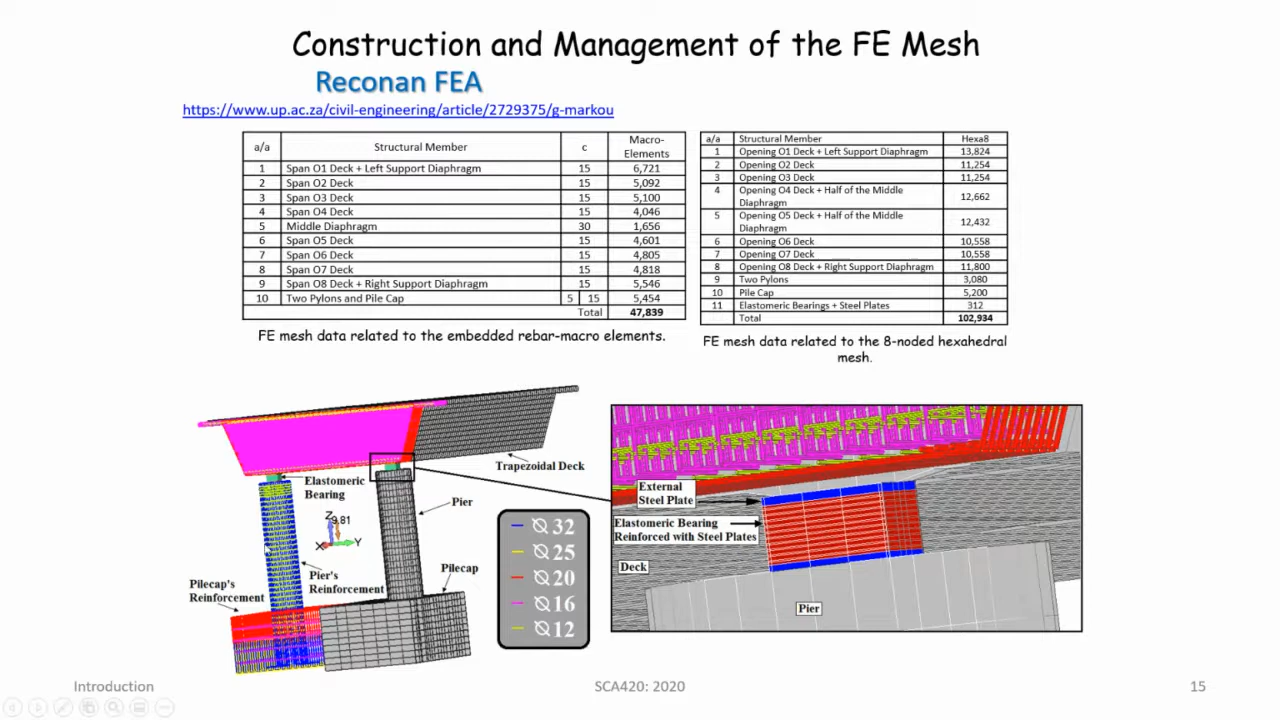 Construction and Management of the FE Mesh
Reconan FEA
https://www.up.ac.za/civil-engineering/article/2729375/g-markou
a/a Structural Member c Macro-
Elements
1 Span O1 Deck + Left Support Diaphragm 15 6,721
2 Span O2 Deck 15 5,092
3 Span O3 Deck 15 5,100
4 Span O4 Deck 15 4,046
5 Middle Diaphragm 30 1,656
6 Span O5 Deck 15 4,601
7 Span O6 Deck 15 4,805
8 Span O7 Deck 15 4,818
9 Span O8 Deck + Right Support Diaphragm 15 5,546
10 Two Pylons and Pile Cap 5 15 5,454
Total 47,839
FE mesh data related to the embedded rebar-macro elements.
a/a Structural Member Hexa8
1 Opening O1 Deck + Left Support Diaphragm 13,824
2 Opening O2 Deck 11,254
3 Opening O3 Deck 11,254
4 Opening O4 Deck + Half of the Middle
Diaphragm 12,662
5 Opening O5 Deck + Half of the Middle
Diaphragm 12,432
6 Opening O6 Deck 10,558
7 Opening O7 Deck 10,558
8 Opening O8 Deck + Right Support Diaphragm 11,800
9 Two Pylons 3,080
10 Pile Cap 5,200
11 Elastomeric Bearings + Steel Plates 312
Total 102,934
FE mesh data related to the 8-noded hexahedral
mesh.
Trapezoidal Deck
Elastomeric
Bearing
Pier
Z
9.81
X
Y
Pilecap
Pier's
Reinforcement
Pilecap's
Reinforcement
∅ 32
∅ 25
∅ 20
∅ 16
∅ 12
External
Steel Plate
Elastomeric Bearing
Reinforced with Steel Plates
Deck
Pier
Introduction
SCA420: 2020
15